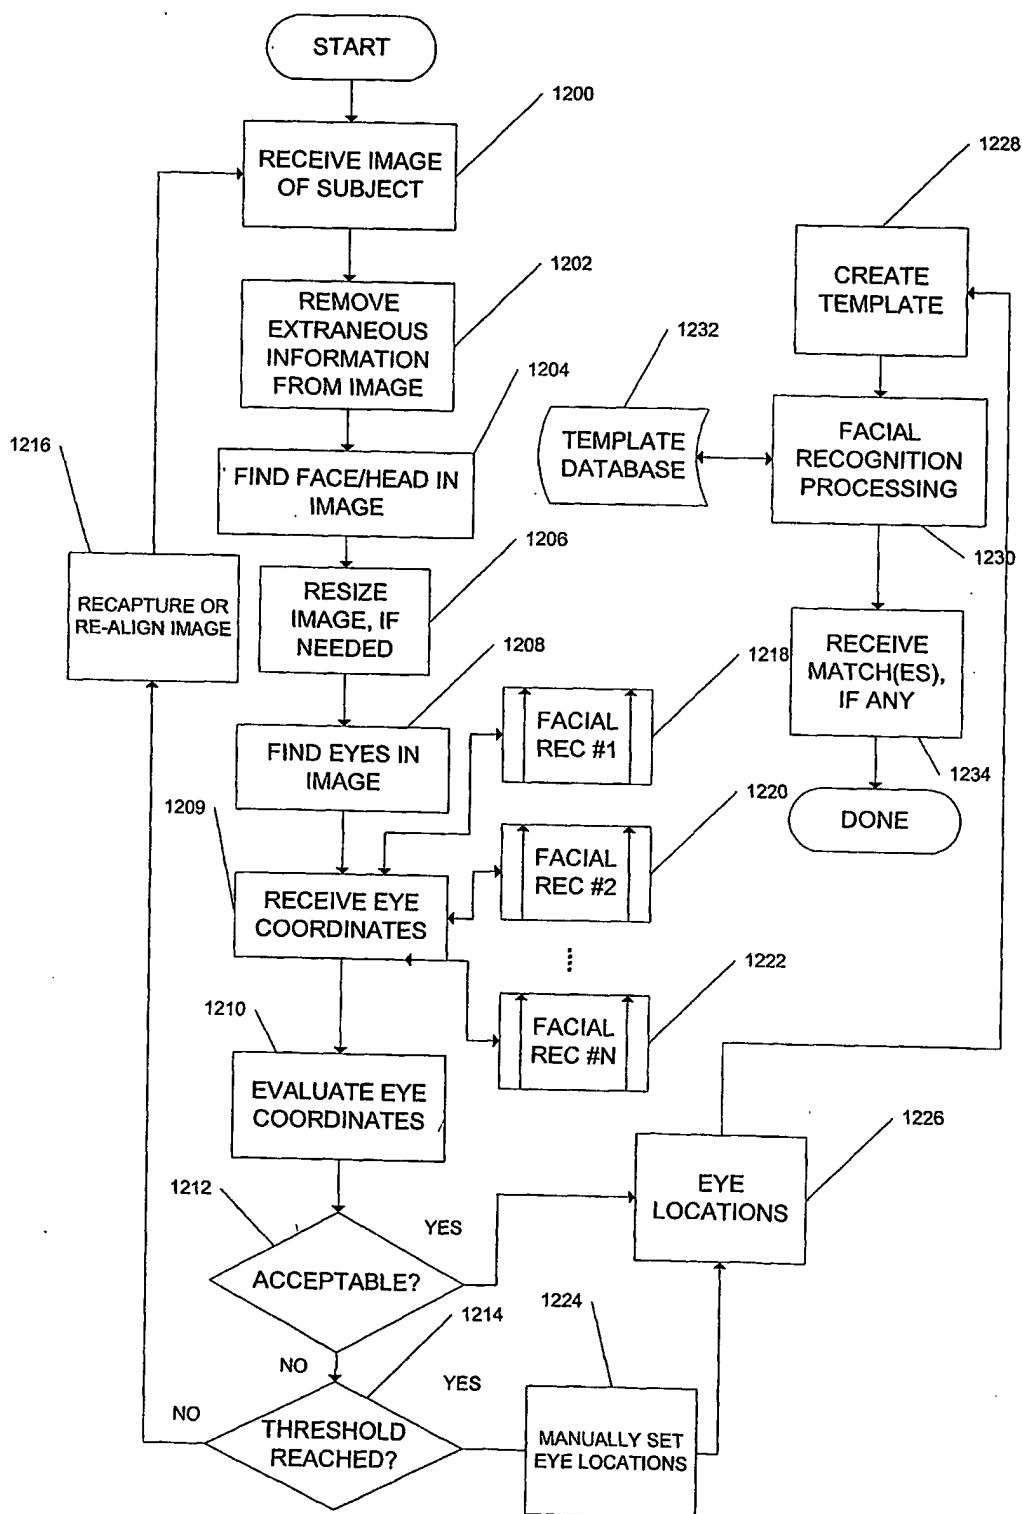 START
1200
RECEIVE IMAGE
OF SUBJECT
1202
REMOVE
EXTRANEOUS
INFORMATION
FROM IMAGE
1204
FIND FACE/HEAD IN
IMAGE
1206
RESIZE
IMAGE, IF
NEEDED
1208
FIND EYES IN
IMAGE
1209
RECEIVE EYE
COORDINATES
1210
EVALUATE EYE
COORDINATES
1212
ACCEPTABLE?
YES
NO
1214
THRESHOLD
REACHED?
NO
YES
1216
RECAPTURE OR
RE-ALIGN IMAGE
1218
FACIAL
REC #1
1220
FACIAL
REC #2
1222
FACIAL
REC #N
1224
MANUALLY SET
EYE LOCATIONS
1226
EYE
LOCATIONS
1228
CREATE
TEMPLATE
1232
TEMPLATE
DATABASE
FACIAL
RECOGNITION
PROCESSING
1230
RECEIVE
MATCH(ES),
IF ANY
1234
DONE